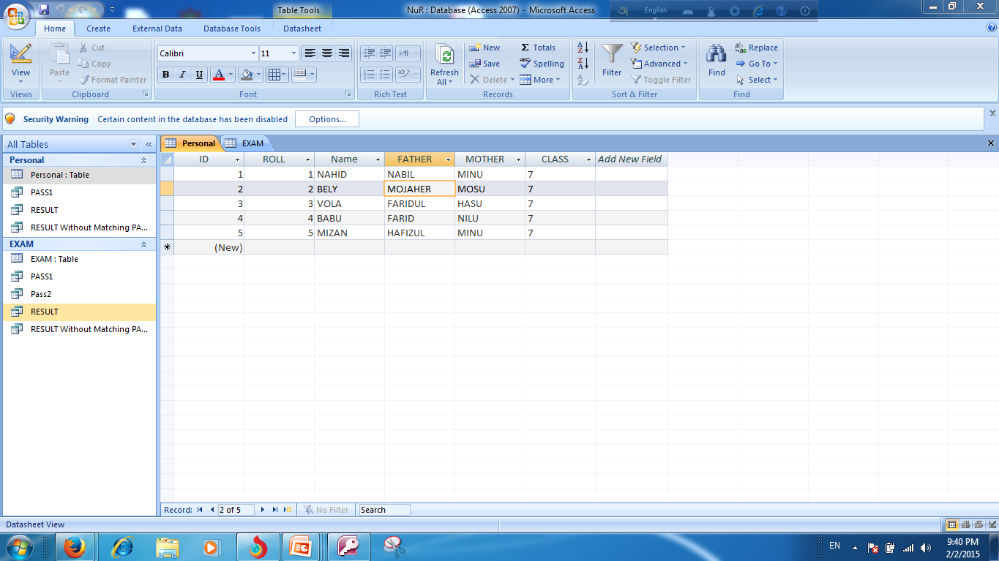 Table Tools
NuR : Database (Access 2007) - Microsoft Access
English
Home Create External Data Database Tools Datasheet
View
Views
Paste
Cut
Copy
Format Painter
Clipboard
Calibri 11
B I U A
Font
Rich Text
Refresh
All
New
Save
Delete
Σ Totals
Spelling
More
Records
Filter
Selection
Advanced
Toggle Filter
Sort & Filter
Find
Replace
Go To
Select
Find
Security Warning Certain content in the database has been disabled Options...
All Tables
Personal
Personal : Table
PASS1
RESULT
RESULT Without Matching PA...
EXAM
EXAM : Table
PASS1
Pass2
RESULT
RESULT Without Matching PA...
Personal EXAM
ID ROLL Name FATHER MOTHER CLASS Add New Field
1 1 NAHID NABIL MINU 7
2 2 BELY MOJAHER MOSU 7
3 3 VOLA FARIDUL HASU 7
4 4 BABU FARID NILU 7
5 5 MIZAN HAFIZUL MINU 7
(New)
Record: 2 of 5 No Filter Search
Datasheet View
EN
9:40 PM
2/2/2015